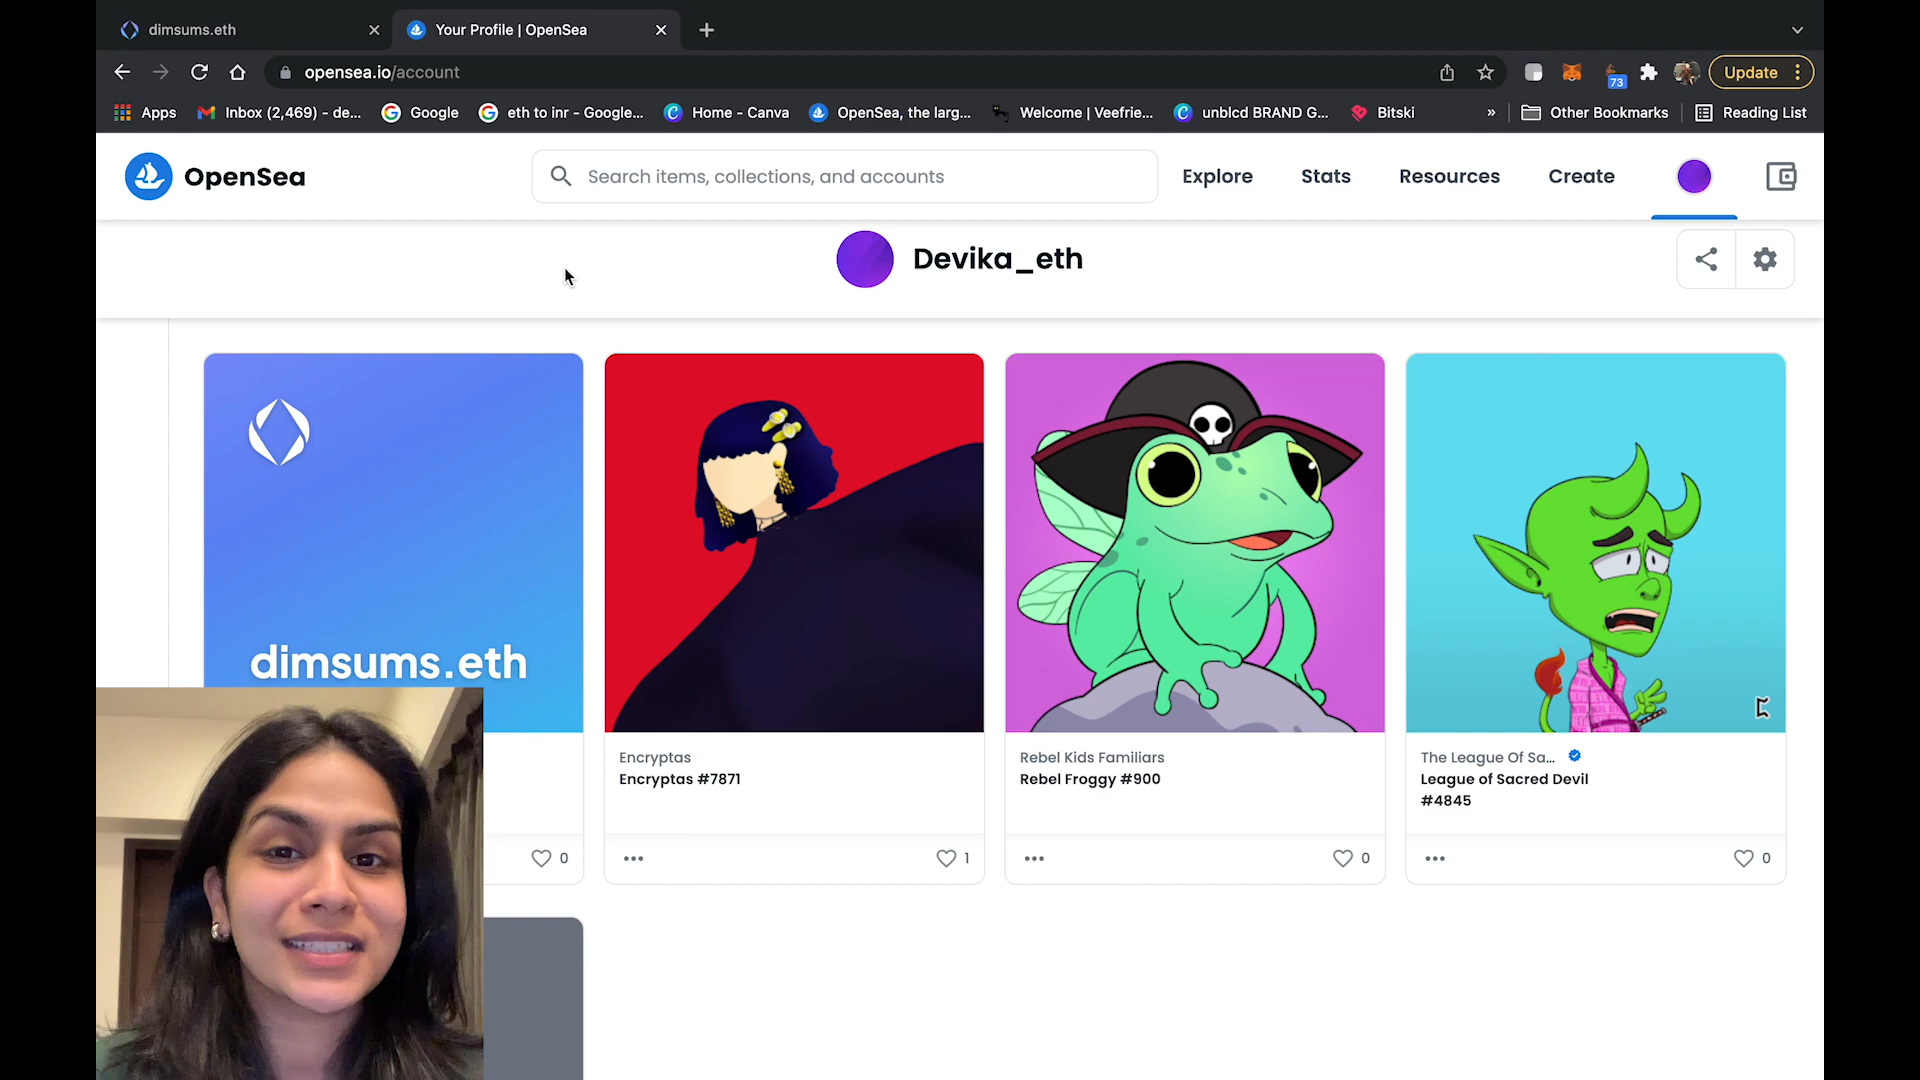 dimsums.eth
Your Profile | OpenSea
opensea.io/account
73
Update
Apps
Inbox (2,469) - de...
Google
eth to inr - Google...
Home - Canva
OpenSea, the larg...
Welcome | Veefrie...
unblcd BRAND G...
Bitski
»
Other Bookmarks
Reading List
OpenSea
Search items, collections, and accounts
Explore
Stats
Resources
Create
Devika_eth
dimsums.eth
Encryptas
Encryptas #7871
Rebel Kids Familiars
Rebel Froggy #900
The League Of Sa...
League of Sacred Devil
#4845
0
1
0
0